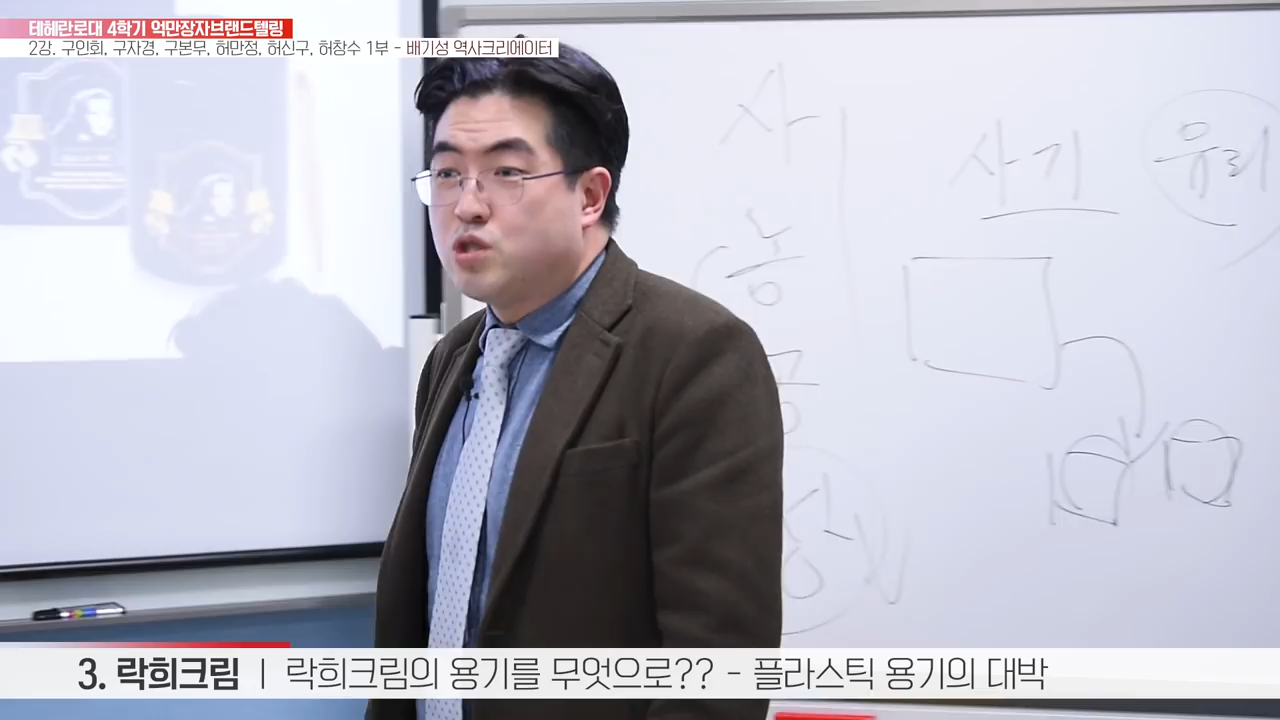 테헤란로대 4학기 억만장자브랜드텔링
2강. 구인회, 구자경, 구본무, 허만정, 허신구, 허창수 1부 - 배기성 역사크리에이터
사
농
공
상
사기
유리
3. 락희크림 | 락희크림의 용기를 무엇으로?? - 플라스틱 용기의 대박